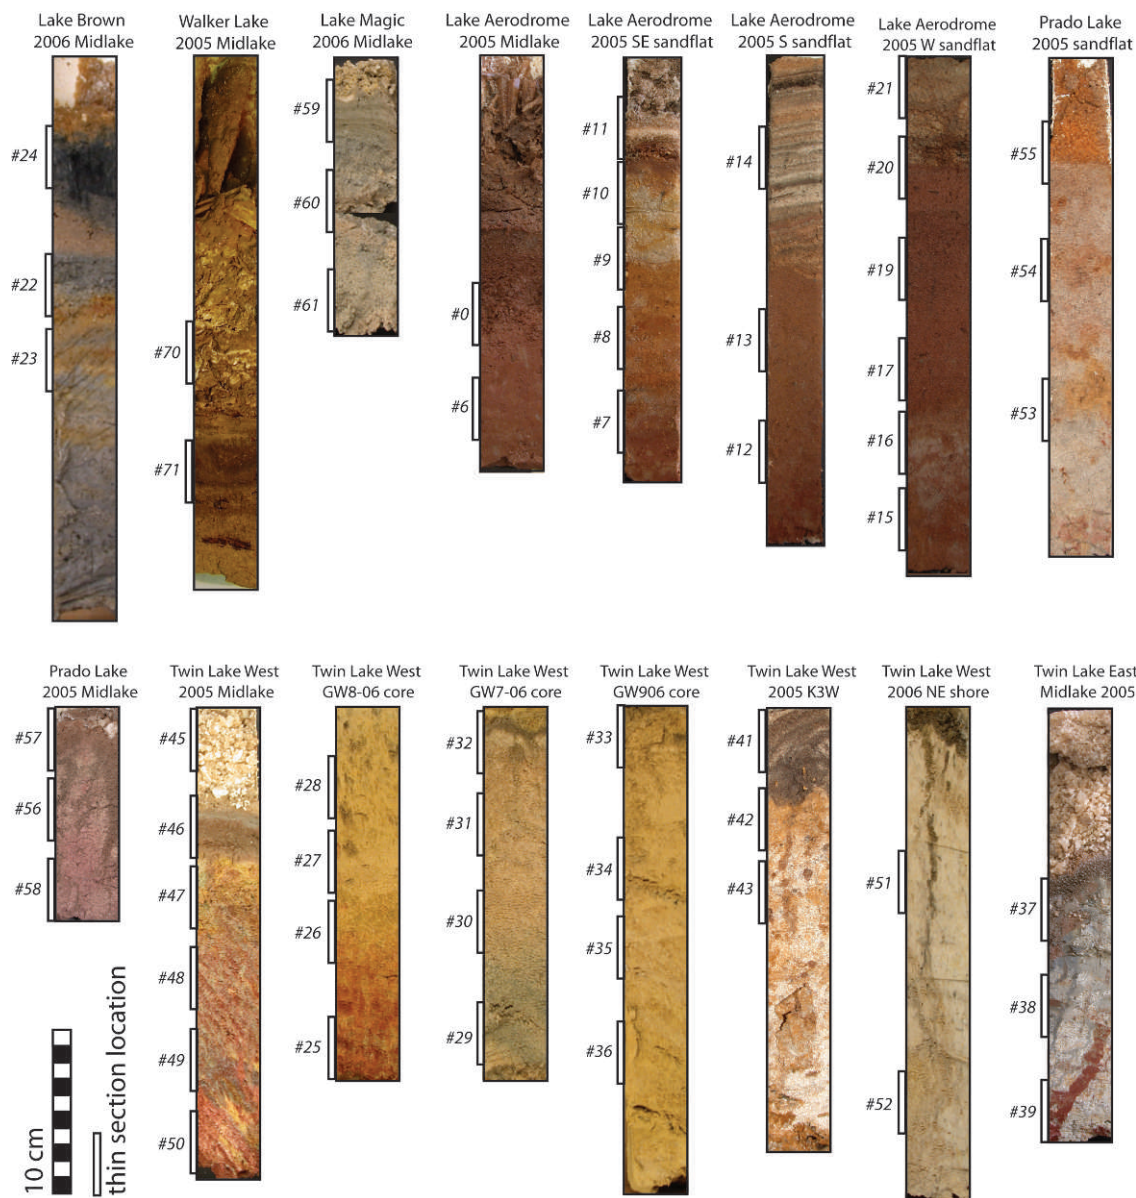 Lake Brown
2006 Midlake
#24
#22
#23
Walker Lake
2005 Midlake
#70
#71
Lake Magic
2006 Midlake
#59
#60
#61
Lake Aerodrome
2005 Midlake
#0
#6
Lake Aerodrome
2005 SE sandflat
#11
#10
#9
#8
#7
Lake Aerodrome
2005 S sandflat
#14
#13
#12
Lake Aerodrome
2005 W sandflat
#21
#20
#19
#17
#16
#15
Prado Lake
2005 sandflat
#55
#54
#53
Prado Lake
2005 Midlake
#57
#56
#58
Twin Lake West
2005 Midlake
#45
#46
#47
#48
#49
#50
Twin Lake West
GW8-06 core
#28
#27
#26
#25
Twin Lake West
GW7-06 core
#32
#31
#30
#29
Twin Lake West
GW906 core
#33
#34
#35
#36
Twin Lake West
2005 K3W
#41
#42
#43
Twin Lake West
2006 NE shore
#51
#52
Twin Lake East
Midlake 2005
#37
#38
#39
10 cm
thin section location